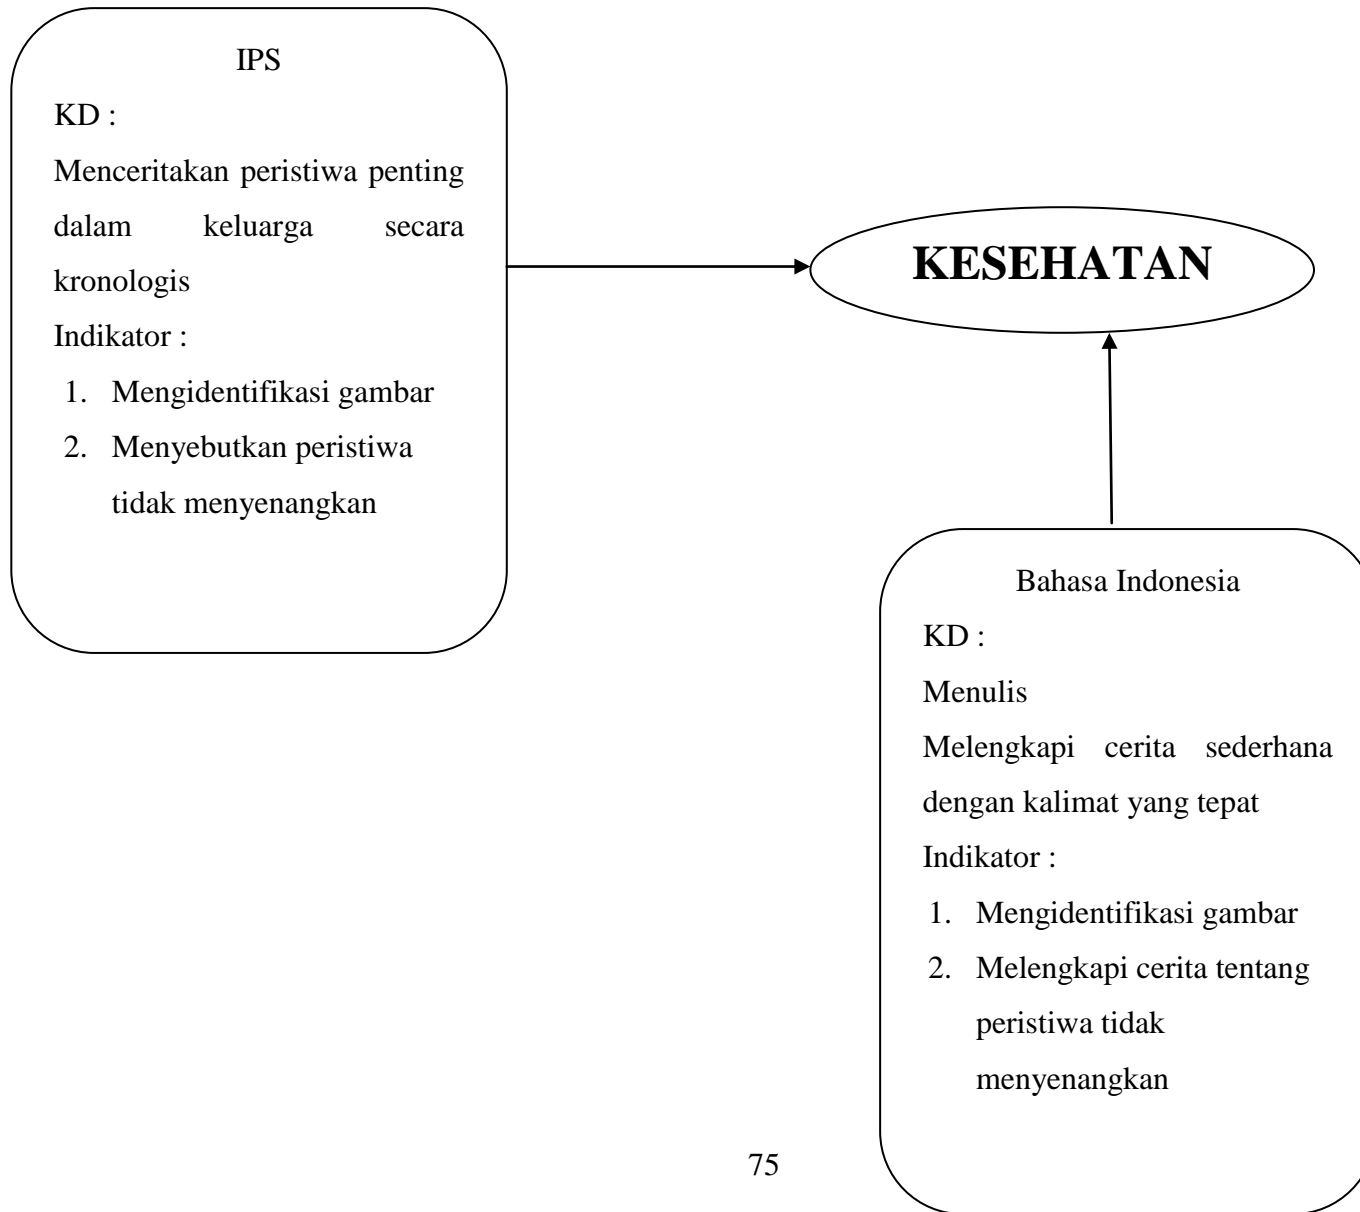 IPS
KD :
Menceritakan peristiwa penting
dalam keluarga secara
kronologis
Indikator :
1. Mengidentifikasi gambar
2. Menyebutkan peristiwa
tidak menyenangkan
KESEHATAN
Bahasa Indonesia
KD :
Menulis
Melengkapi cerita sederhana
dengan kalimat yang tepat
Indikator :
1. Mengidentifikasi gambar
2. Melengkapi cerita tentang
peristiwa tidak
menyenangkan
75